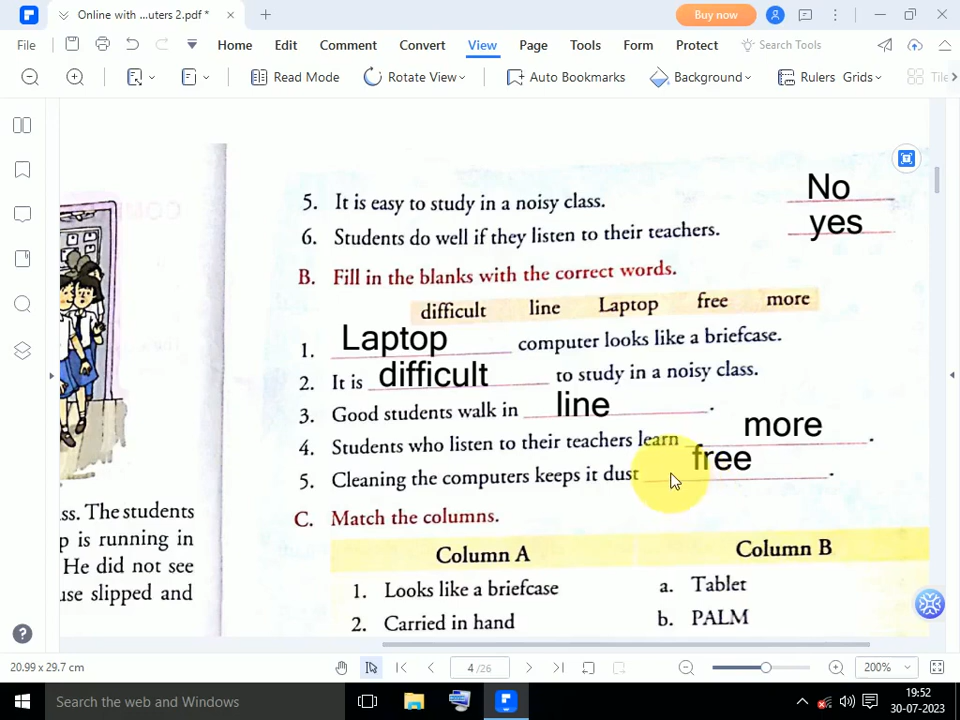 Online with ...uters 2.pdf *
Buy now
File
Home
Edit
Comment
Convert
View
Page
Tools
Form
Protect
Search Tools
Read Mode
Rotate View
Auto Bookmarks
Background
Rulers
Grids
Tile
5. It is easy to study in a noisy class. No
6. Students do well if they listen to their teachers. yes
B. Fill in the blanks with the correct words.
difficult line Laptop free more
1. Laptop computer looks like a briefcase.
2. It is difficult to study in a noisy class.
3. Good students walk in line .
4. Students who listen to their teachers learn more .
5. Cleaning the computers keeps it dust free .
C. Match the columns.
Column A Column B
1. Looks like a briefcase a. Tablet
2. Carried in hand b. PALM
ss. The students
p is running in
He did not see
use slipped and
20.99 x 29.7 cm
4 /26
200%
Search the web and Windows
19:52
30-07-2023